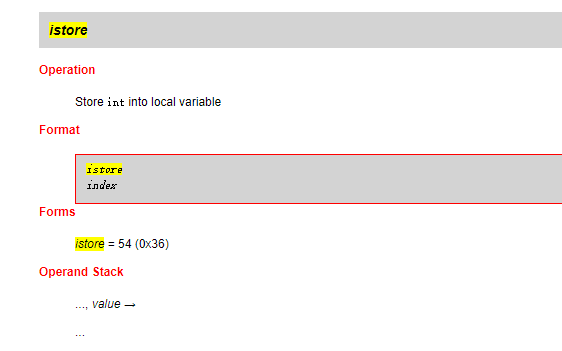 istore
Operation
Store int into local variable
Format
istore
index
Forms
istore = 54 (0x36)
Operand Stack
..., value →
...